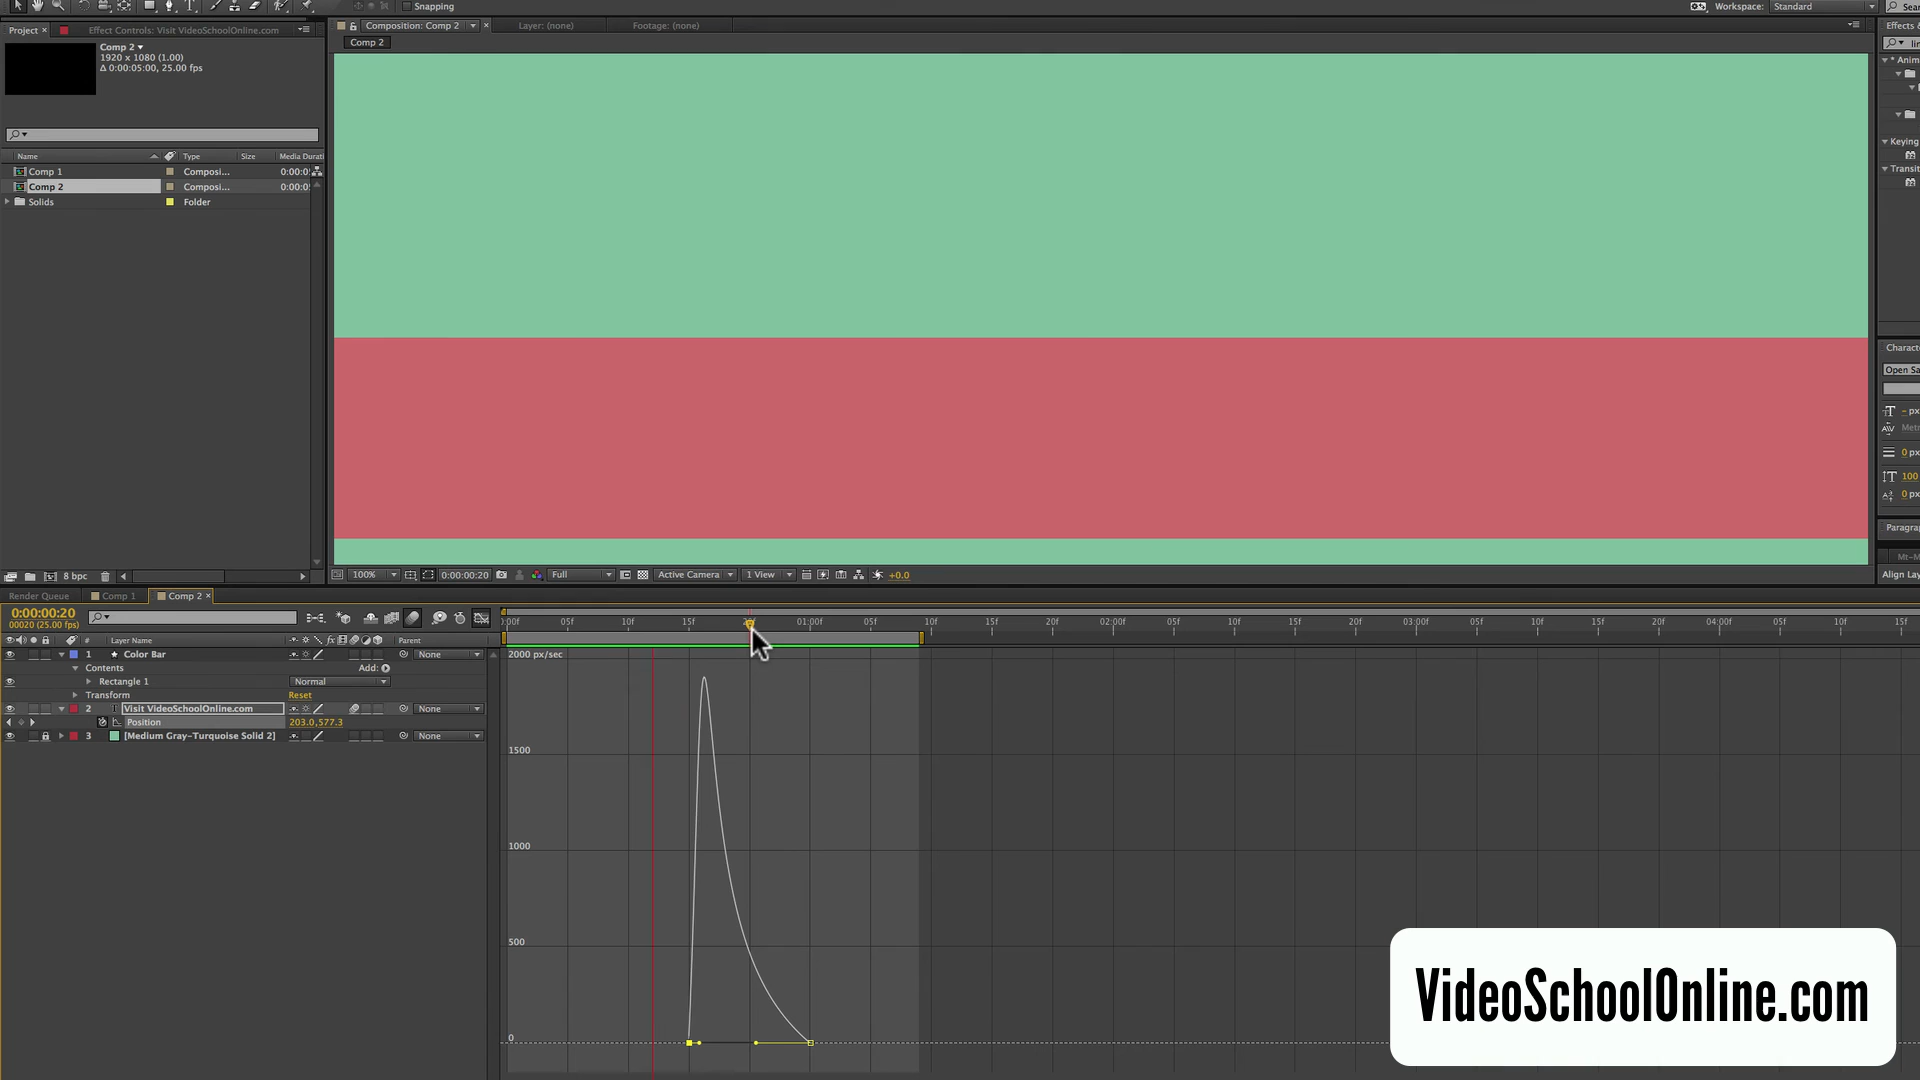 Snapping
Workspace: Standard
Project
Effect Controls: Visit VideoSchoolOnline.com
Composition: Comp 2
Layer: (none)
Footage: (none)
Effects &
Comp 2
Comp 2
1920 x 1080 (1.00)
Δ 0:00:05:00, 25.00 fps
Name
Type
Size
Media Durati
Comp 1
Composi...
0:00:0
Comp 2
Composi...
0:00:0
Solids
Folder
* Anim
Keying
Transit
Characte
Open Sa
- px
Metr
0 px
100
0 px
Paragra
Mt-M
Align Lay
8 bpc
100%
0:00:00:20
Full
Active Camera
1 View
+0.0
Render Queue
Comp 1
Comp 2
0:00:00:20
00020 (25.00 fps)
#
Layer Name
Parent
1
Color Bar
None
Contents
Add:
Rectangle 1
Normal
Transform
Reset
2
Visit VideoSchoolOnline.com
None
Position
203.0,577.3
3
[Medium Gray-Turquoise Solid 2]
None
:00f 05f 10f 15f 01:00f 05f 10f 15f 20f 02:00f 05f 10f 15f 20f 03:00f 05f 10f 15f 20f 04:00f 05f 10f 15f
2000 px/sec
1500
1000
500
0
VideoSchoolOnline.com